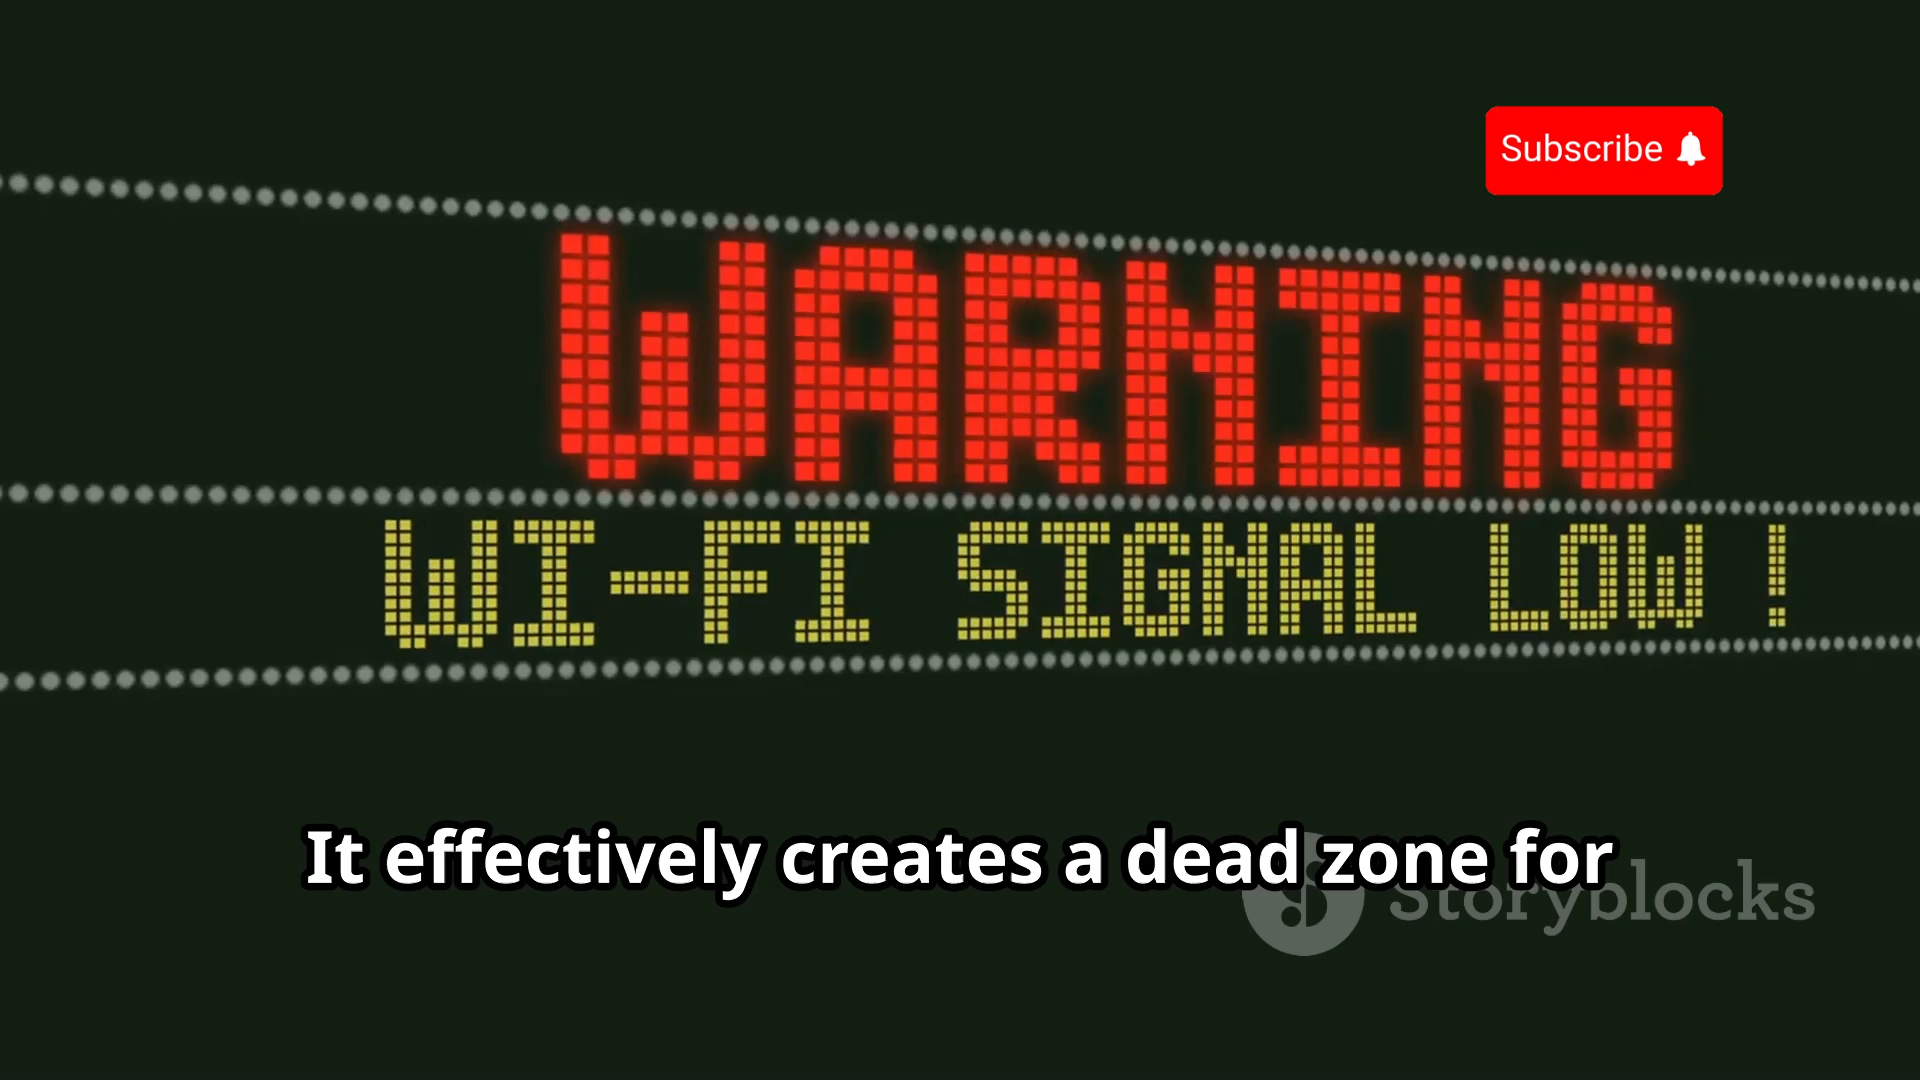 Subscribe
WARNING
WI-FI SIGNAL LOW !
It effectively creates a dead zone for
Storyblocks